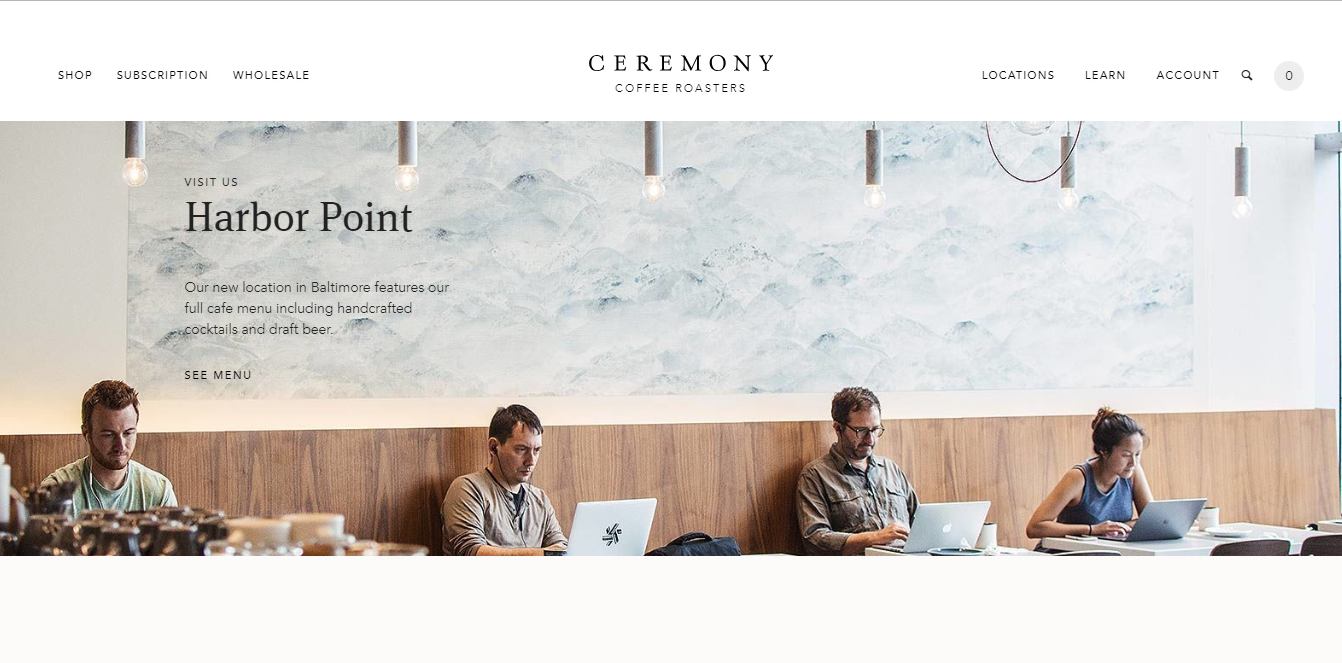 SHOP
SUBSCRIPTION
WHOLESALE
CEREMONY
COFFEE ROASTERS
LOCATIONS
LEARN
ACCOUNT
0
VISIT US
Harbor Point
Our new location in Baltimore features our
full cafe menu including handcrafted
cocktails and draft beer.
SEE MENU